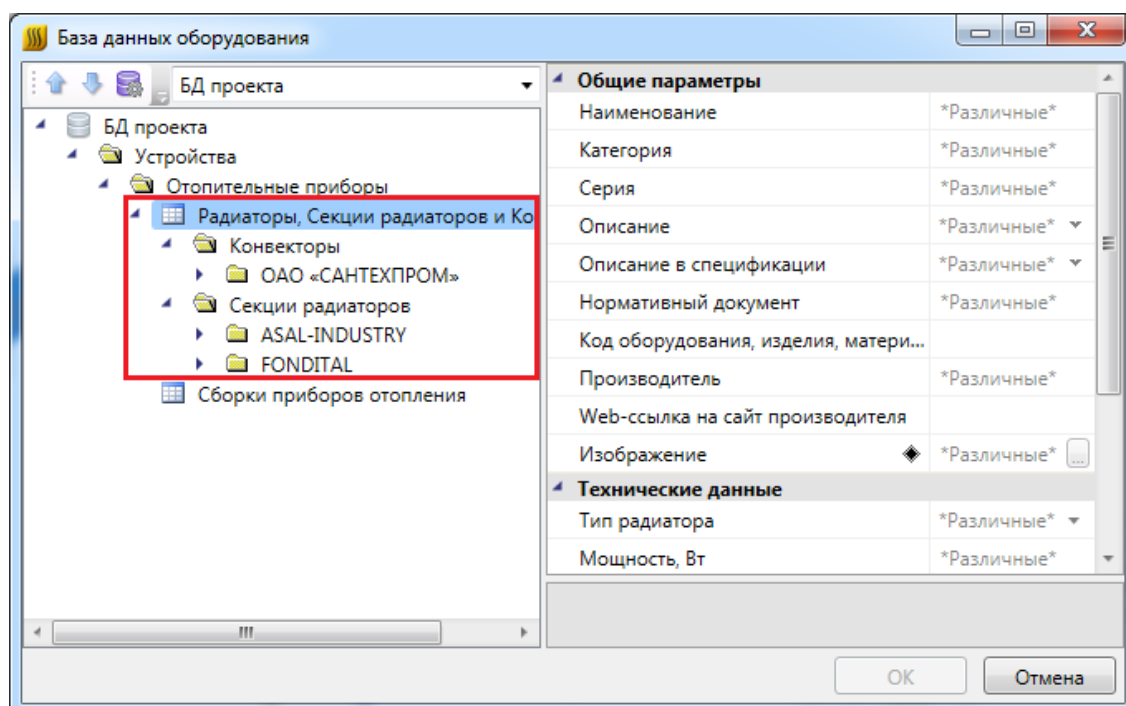 База данных оборудования
БД проекта
БД проекта
Устройства
Отопительные приборы
Радиаторы, Секции радиаторов и Ко
Конвекторы
ОАО «САНТЕХПРОМ»
Секции радиаторов
ASAL-INDUSTRY
FONDITAL
Сборки приборов отопления
Общие параметры
Наименование *Различные*
Категория *Различные*
Серия *Различные*
Описание *Различные*
Описание в спецификации *Различные*
Нормативный документ *Различные*
Код оборудования, изделия, матери...
Производитель *Различные*
Web-ссылка на сайт производителя
Изображение *Различные* ...
Технические данные
Тип радиатора *Различные*
Мощность, Вт *Различные*
ОК Отмена